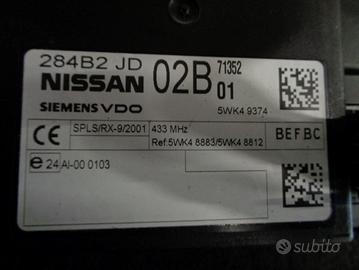 284B2 JD
NISSAN 02B 71352
01
SIEMENS VDO 5WK4 9374
CE SPLS/RX-9/2001 433 MHz BEFBC
Ref:5WK4 8883/5WK4 8812
e 24 AI-00 0103
subito